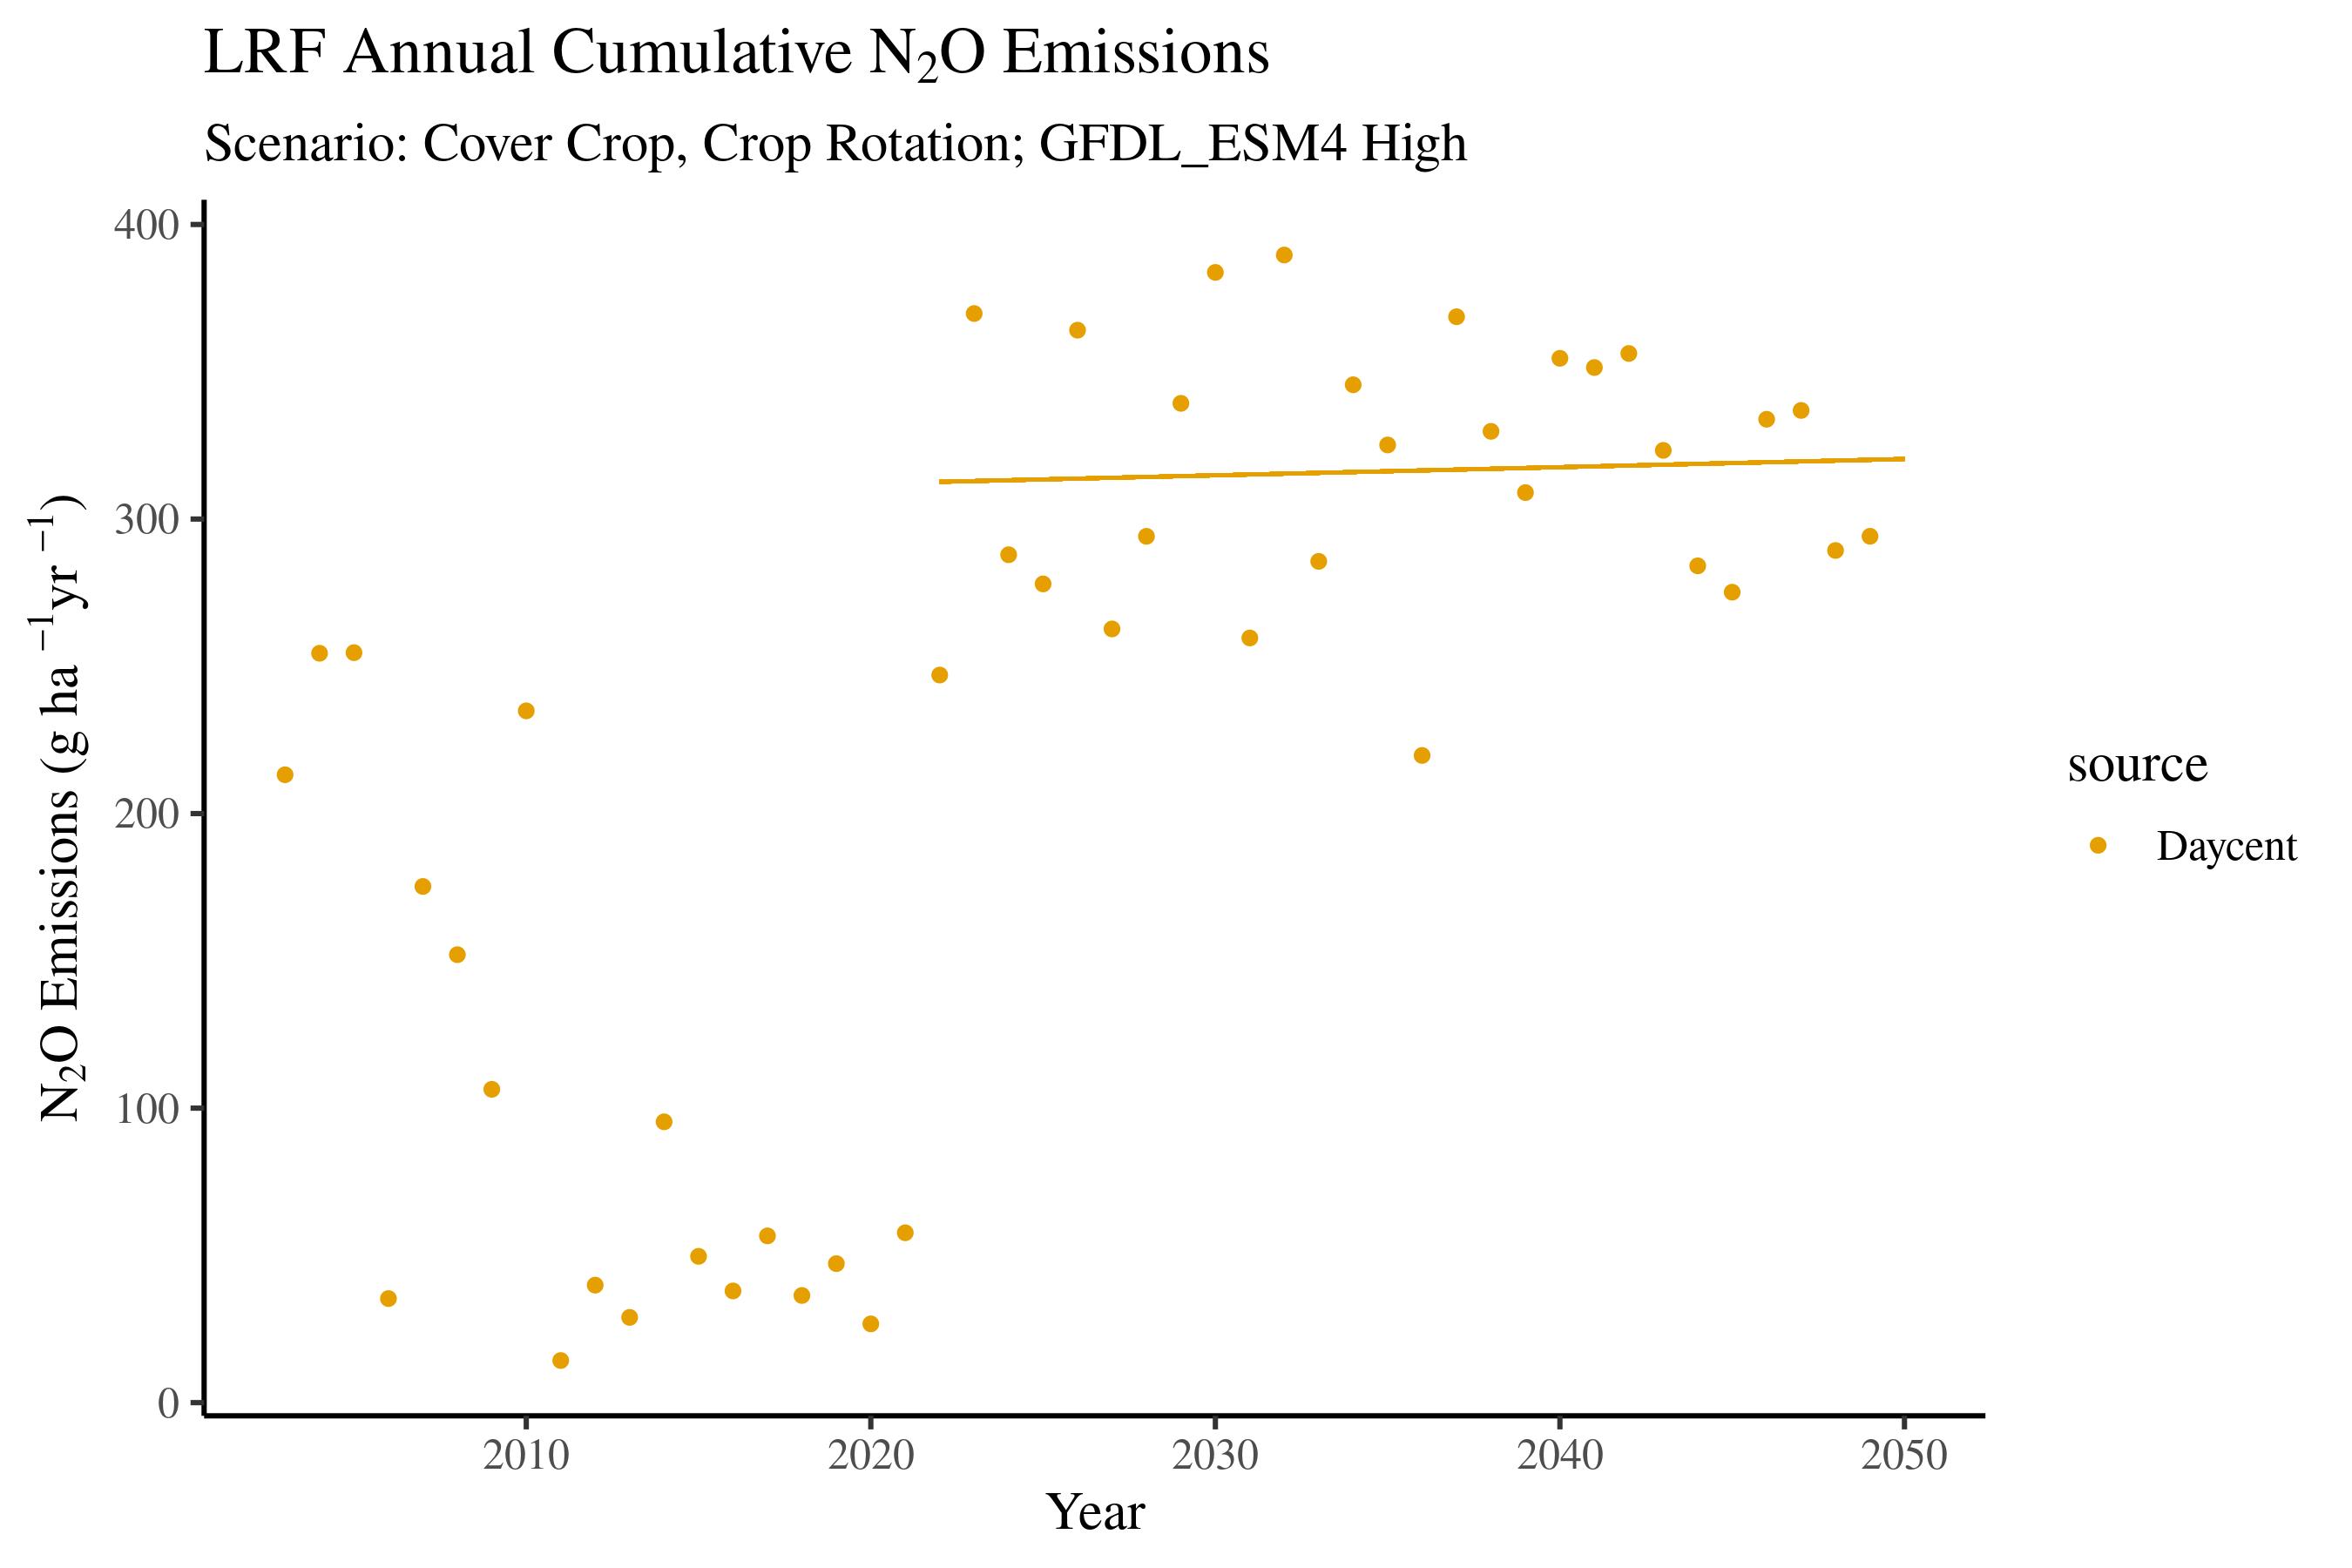 LRF Annual Cumulative N₂O Emissions
Scenario: Cover Crop, Crop Rotation; GFDL_ESM4 High
N₂O Emissions (g ha⁻¹yr⁻¹)
400
300
200
100
0
2010 2020 2030 2040 2050
Year
source
Daycent